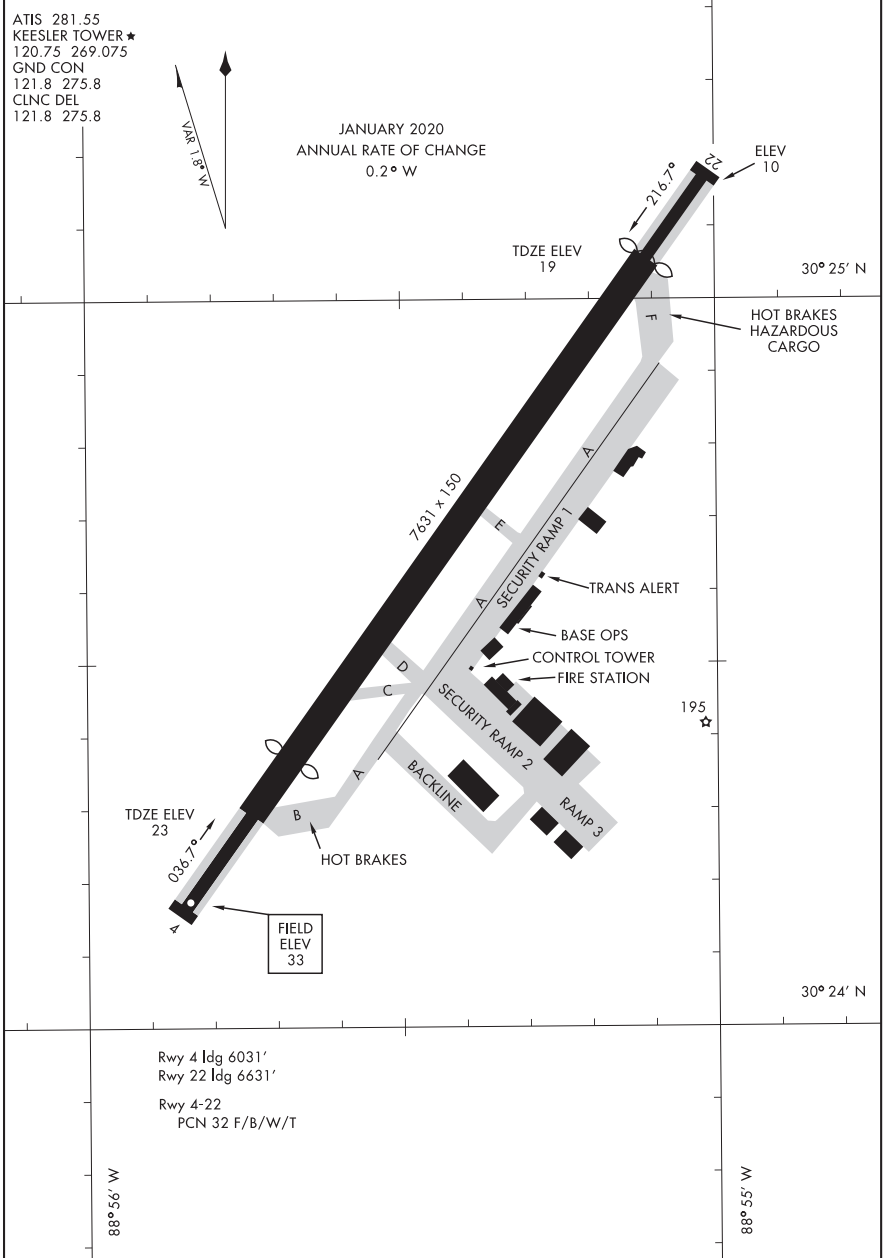 ATIS 281.55
KEESLER TOWER★
120.75 269.075
GND CON
121.8 275.8
CLNC DEL
121.8 275.8
VAR 1.8° W
JANUARY 2020
ANNUAL RATE OF CHANGE
0.2° W
22
ELEV
10
216.7°
TDZE ELEV
19
30° 25' N
F
HOT BRAKES
HAZARDOUS
CARGO
A
7631 x 150
E
SECURITY RAMP 1
TRANS ALERT
A
BASE OPS
CONTROL TOWER
FIRE STATION
D
C
SECURITY RAMP 2
195
A
BACKLINE
RAMP 3
TDZE ELEV
23
B
HOT BRAKES
036.7°
4
FIELD
ELEV
33
30° 24' N
Rwy 4 ldg 6031'
Rwy 22 ldg 6631'
Rwy 4-22
PCN 32 F/B/W/T
88° 56' W
88° 55' W